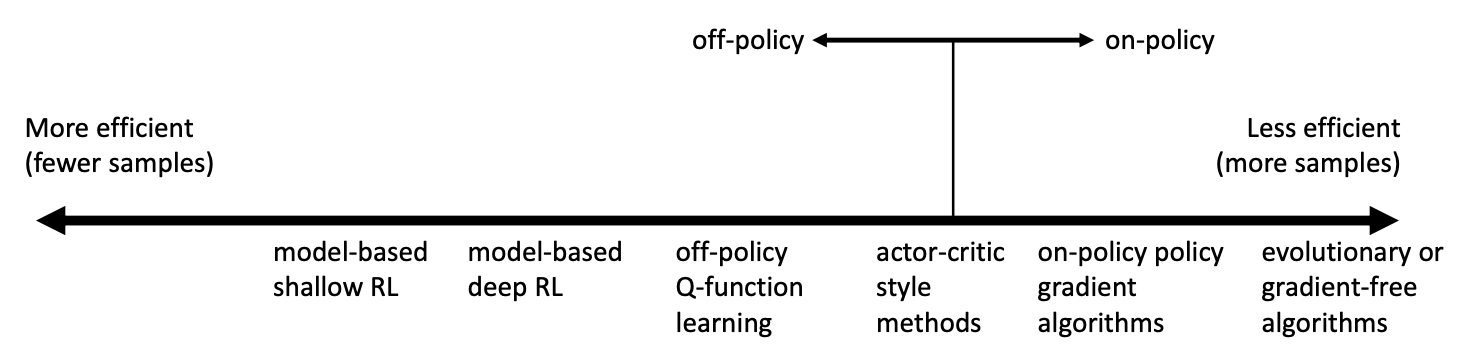 off-policy
on-policy
More efficient
(fewer samples)
Less efficient
(more samples)
model-based
shallow RL
model-based
deep RL
off-policy
Q-function
learning
actor-critic
style
methods
on-policy policy
gradient
algorithms
evolutionary or
gradient-free
algorithms